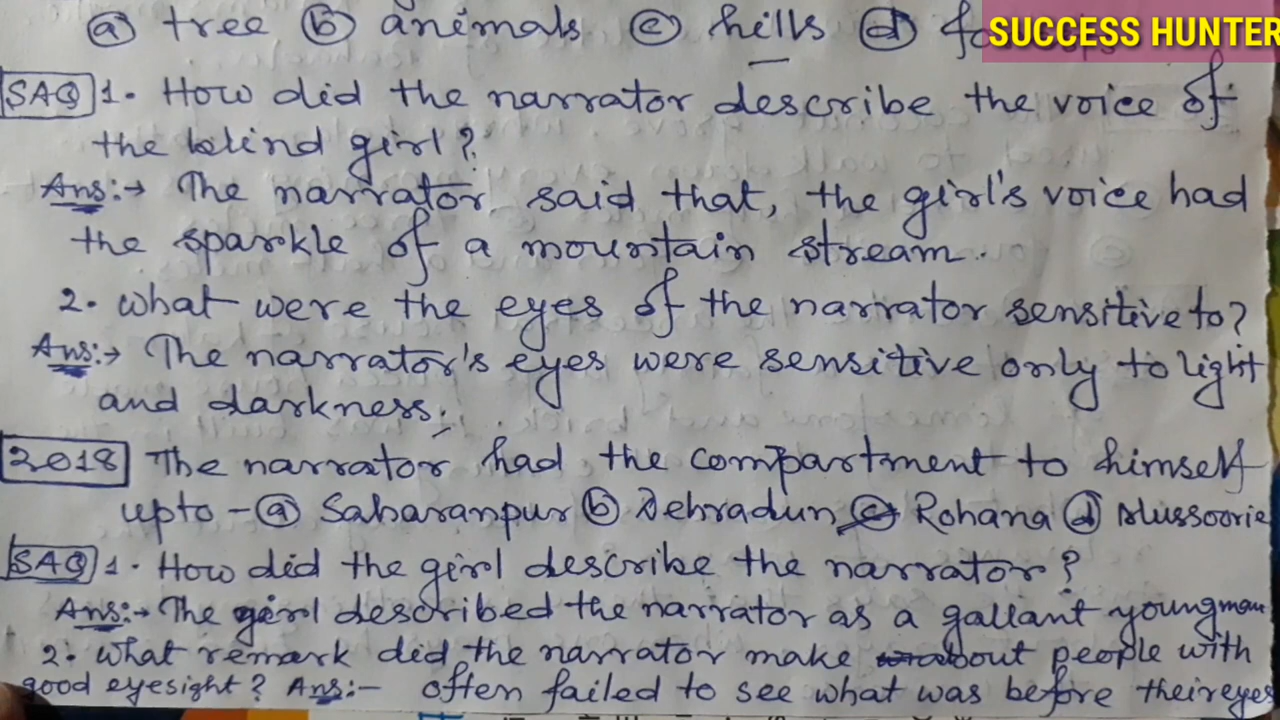 ⓐ tree ⓑ animals ⓒ hills ⓓ
SUCCESS HUNTER
SAQ 1. How did the narrator describe the voice of
the blind girl?
Ans:→ The narrator said that, the girl's voice had
the sparkle of a mountain stream.
2. What were the eyes of the narrator sensitive to?
Ans:→ The narrator's eyes were sensitive only to light
and darkness.
2018 The narrator had the compartment to himself
upto - ⓐ Saharanpur ⓑ Dehradun ⓒ Rohana ⓓ Mussoorie
SAQ 1. How did the girl describe the narrator?
Ans:→ The girl described the narrator as a gallant youngman
2. What remark did the narrator make about people with
good eyesight? Ans:- often failed to see what was before their eyes